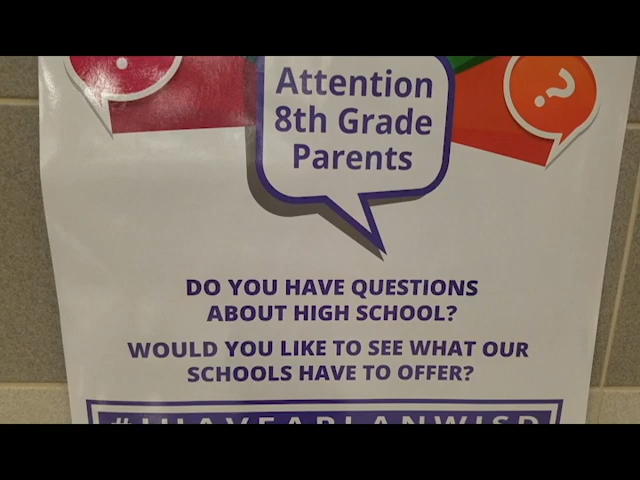 Attention
8th Grade
Parents
DO YOU HAVE QUESTIONS
ABOUT HIGH SCHOOL?
WOULD YOU LIKE TO SEE WHAT OUR
SCHOOLS HAVE TO OFFER?
#IHAVEAPLANWISD